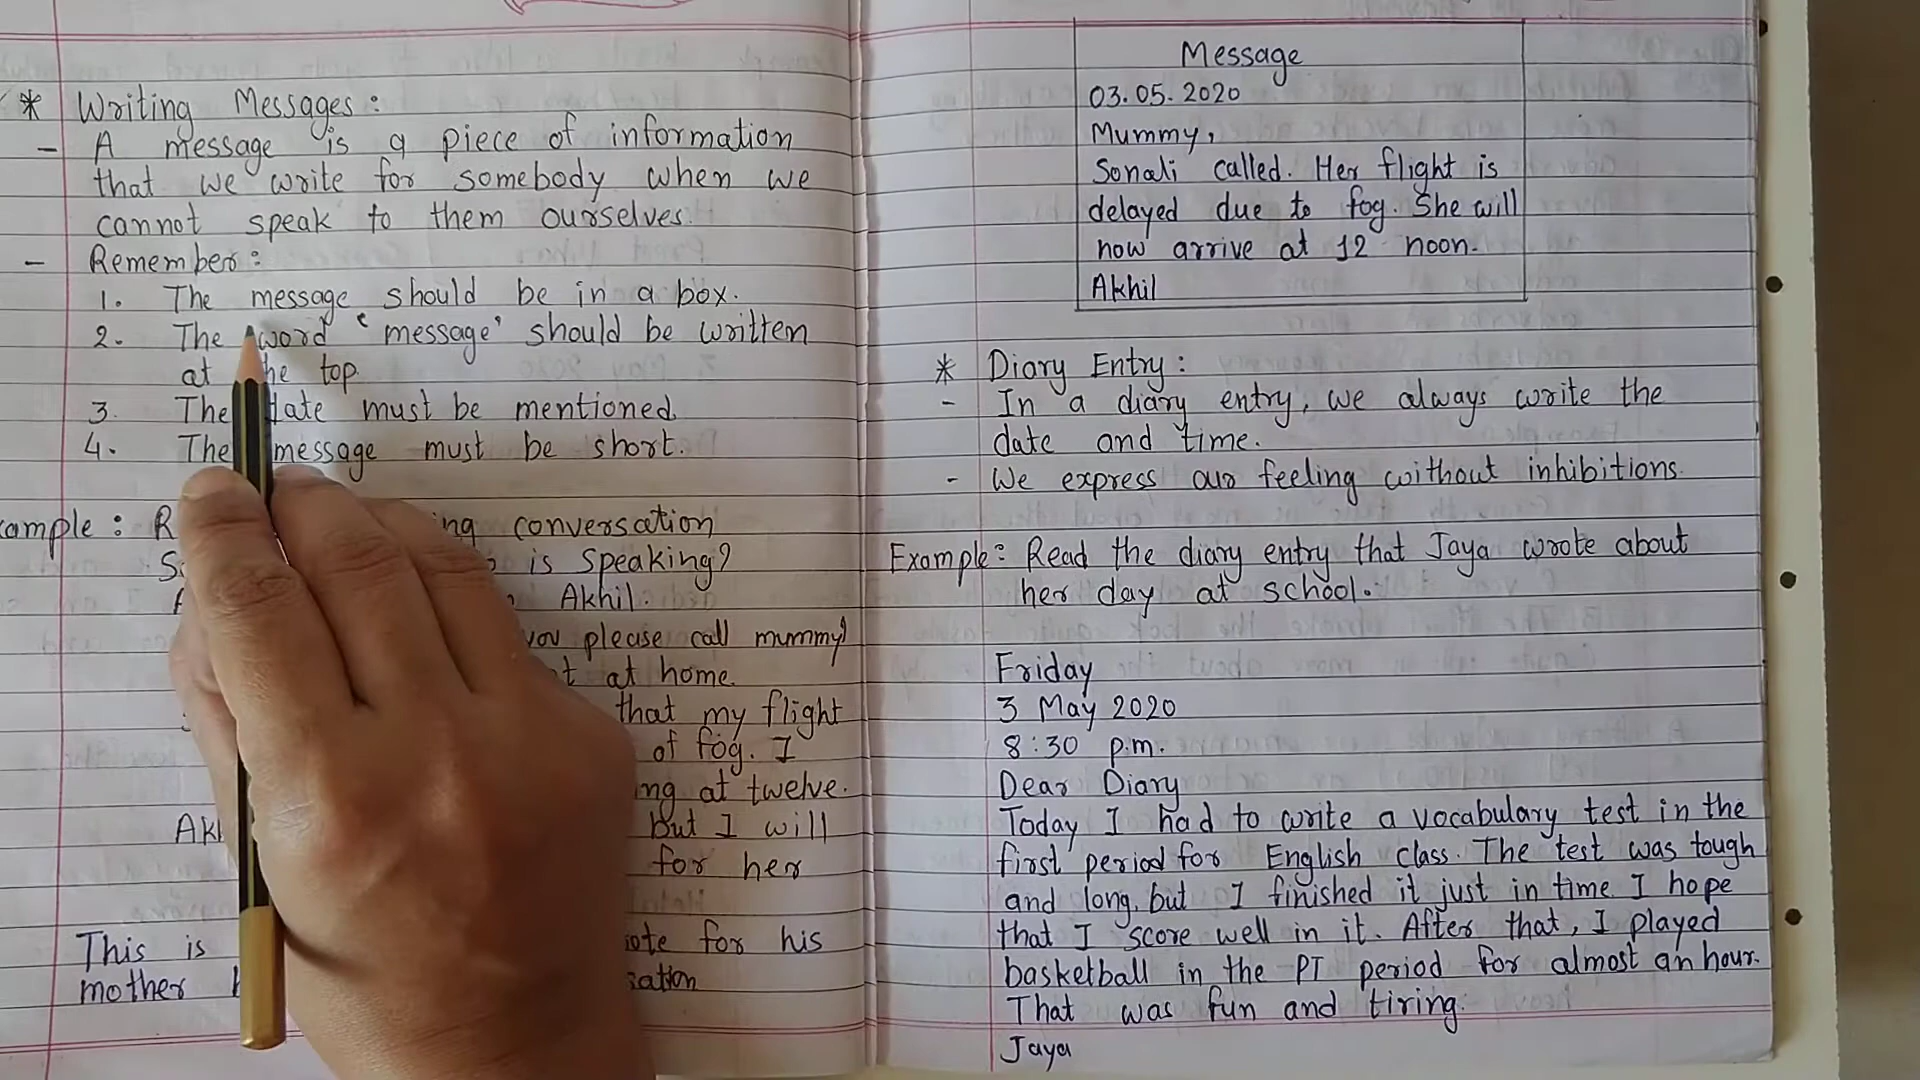 * Writing Messages:
- A message is a piece of information
that we write for somebody when we
cannot speak to them ourselves.
- Remember:
1. The message should be in a box.
2. The word 'message' should be written
at the top
3. The date must be mentioned.
4. The message must be short.
conversation
is Speaking?
Akhil.
you please call mummy?
at home.
that my flight
of fog. I
at twelve.
but I will
for her
This is for his
mother
Message
03.05.2020
Mummy,
Sonali called. Her flight is
delayed due to fog. She will
now arrive at 12 noon.
Akhil
* Diary Entry:
- In a diary entry, we always write the
date and time.
- We express our feeling without inhibitions.
Example: Read the diary entry that Jaya wrote about
her day at school.
Friday
3 May 2020
8:30 p.m.
Dear Diary
Today I had to write a vocabulary test in the
first period for English class. The test was tough
and long, but I finished it just in time. I hope
that I score well in it. After that, I played
basketball in the PT period for almost an hour.
That was fun and tiring.
Jaya